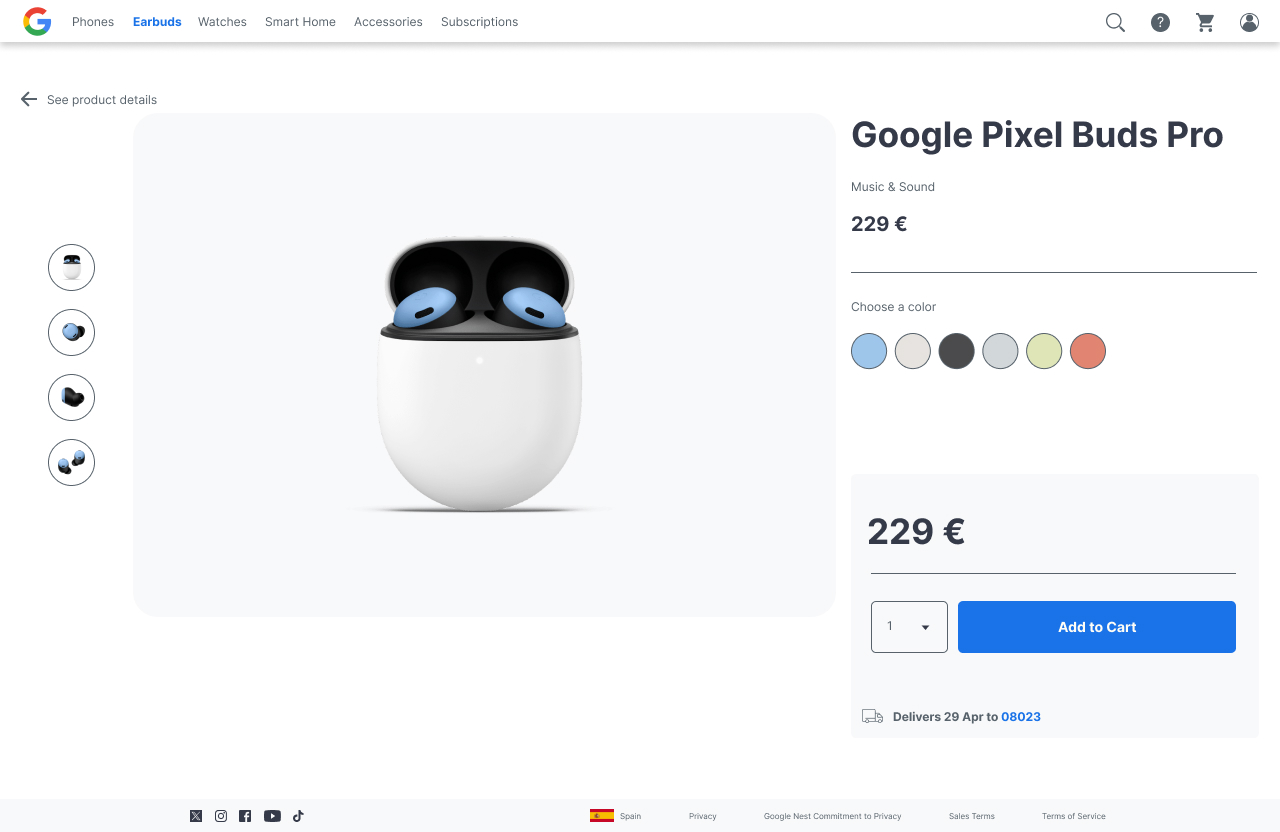 Phones Earbuds Watches Smart Home Accessories Subscriptions
See product details
Google Pixel Buds Pro
Music & Sound
229 €
Choose a color
229 €
1
Add to Cart
Delivers 29 Apr to 08023
Spain Privacy Google Nest Commitment to Privacy Sales Terms Terms of Service